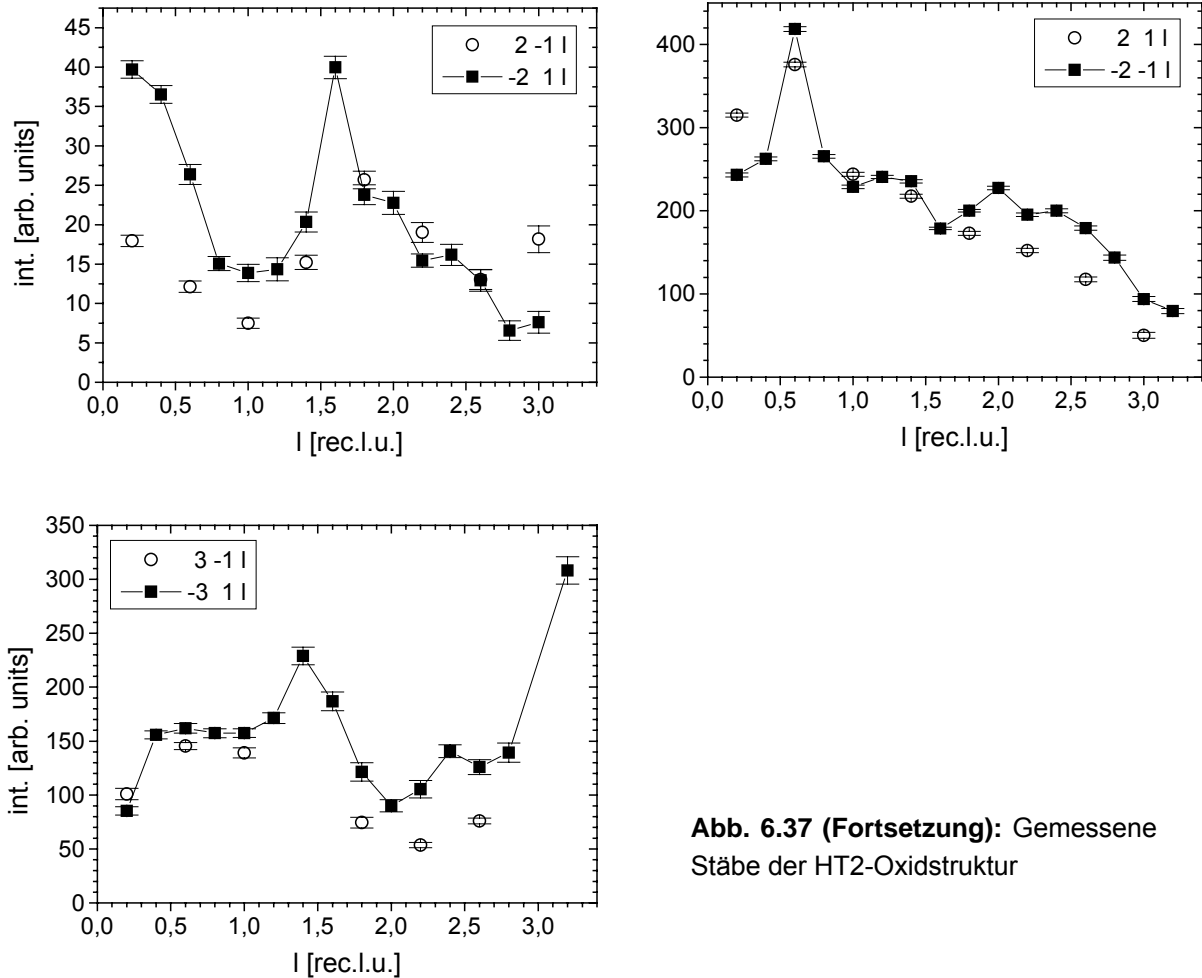 int. [arb. units]
45
40
35
30
25
20
15
10
5
0
2 -1 l
-2 1 l
0,0 0,5 1,0 1,5 2,0 2,5 3,0
l [rec.l.u.]
400
300
200
100
0
2 1 l
-2 -1 l
0,0 0,5 1,0 1,5 2,0 2,5 3,0
l [rec.l.u.]
int. [arb. units]
350
300
250
200
150
100
50
0
3 -1 l
-3 1 l
0,0 0,5 1,0 1,5 2,0 2,5 3,0
l [rec.l.u.]
Abb. 6.37 (Fortsetzung): Gemessene
Stäbe der HT2-Oxidstruktur